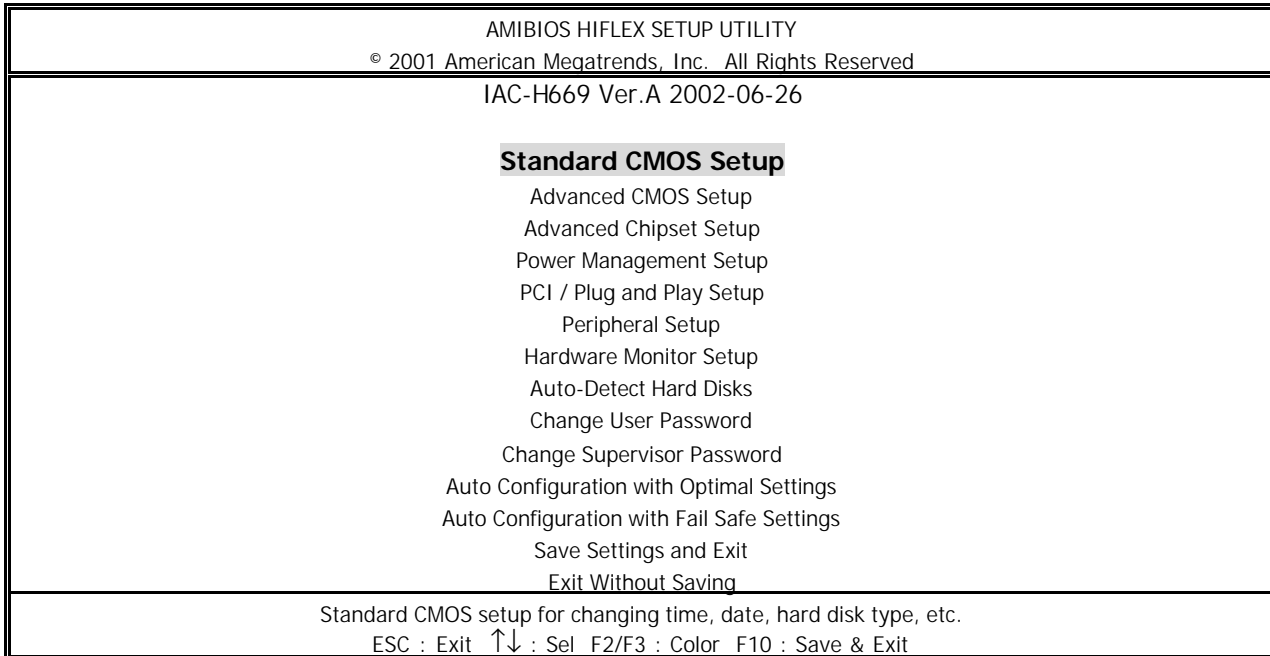 AMIBIOS HIFLEX SETUP UTILITY
© 2001 American Megatrends, Inc. All Rights Reserved
IAC-H669 Ver.A 2002-06-26
Standard CMOS Setup
Advanced CMOS Setup
Advanced Chipset Setup
Power Management Setup
PCI / Plug and Play Setup
Peripheral Setup
Hardware Monitor Setup
Auto-Detect Hard Disks
Change User Password
Change Supervisor Password
Auto Configuration with Optimal Settings
Auto Configuration with Fail Safe Settings
Save Settings and Exit
Exit Without Saving
Standard CMOS setup for changing time, date, hard disk type, etc.
ESC : Exit ↑↓ : Sel F2/F3 : Color F10 : Save & Exit